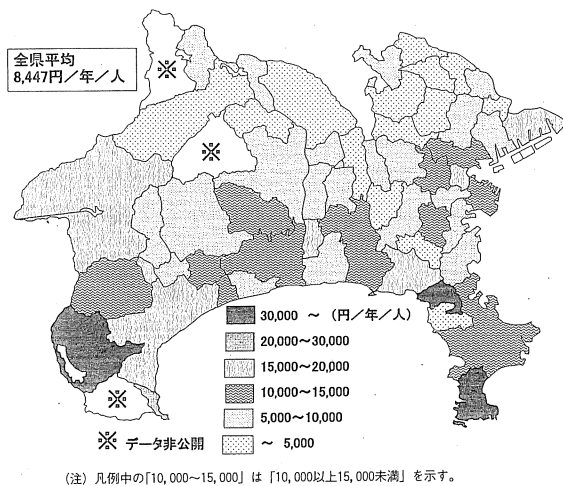 全県平均
8,447円／年／人
※
※
※
30,000 ～ (円／年／人)
20,000～30,000
15,000～20,000
10,000～15,000
5,000～10,000
～ 5,000
※ データ非公開
（注）凡例中の「10,000～15,000」は「10,000以上15,000未満」を示す。